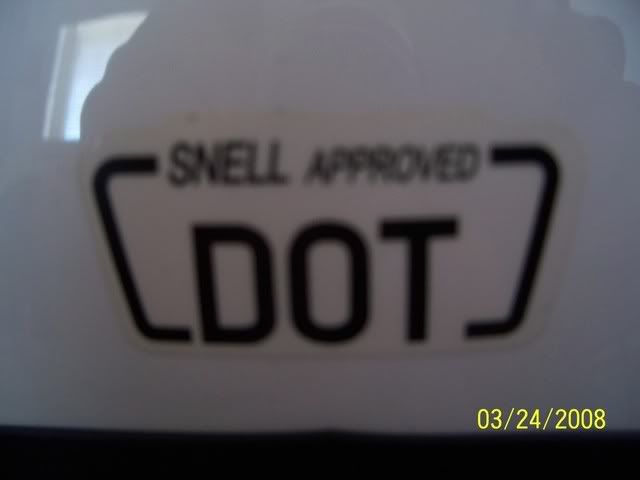 SNELL APPROVED
DOT
03/24/2008